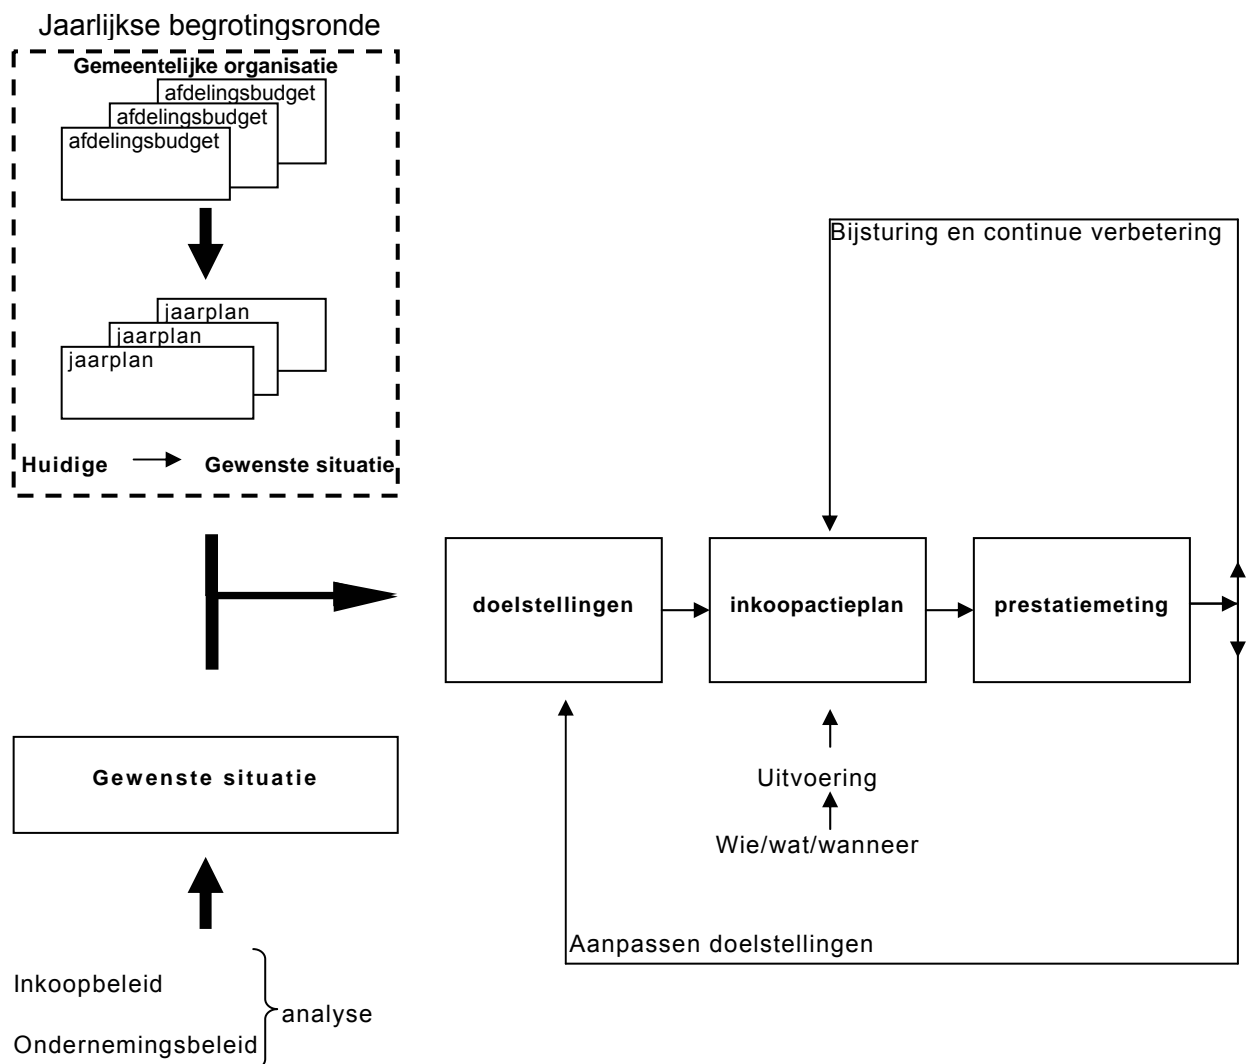 Jaarlijkse begrotingsronde
Gemeentelijke organisatie
afdelingsbudget
afdelingsbudget
afdelingsbudget
jaarplan
jaarplan
jaarplan
Huidige Gewenste situatie
Bijsturing en continue verbetering
doelstellingen inkoopactieplan prestatiemeting
Gewenste situatie
Uitvoering
Wie/wat/wanneer
Aanpassen doelstellingen
Inkoopbeleid
analyse
Ondernemingsbeleid